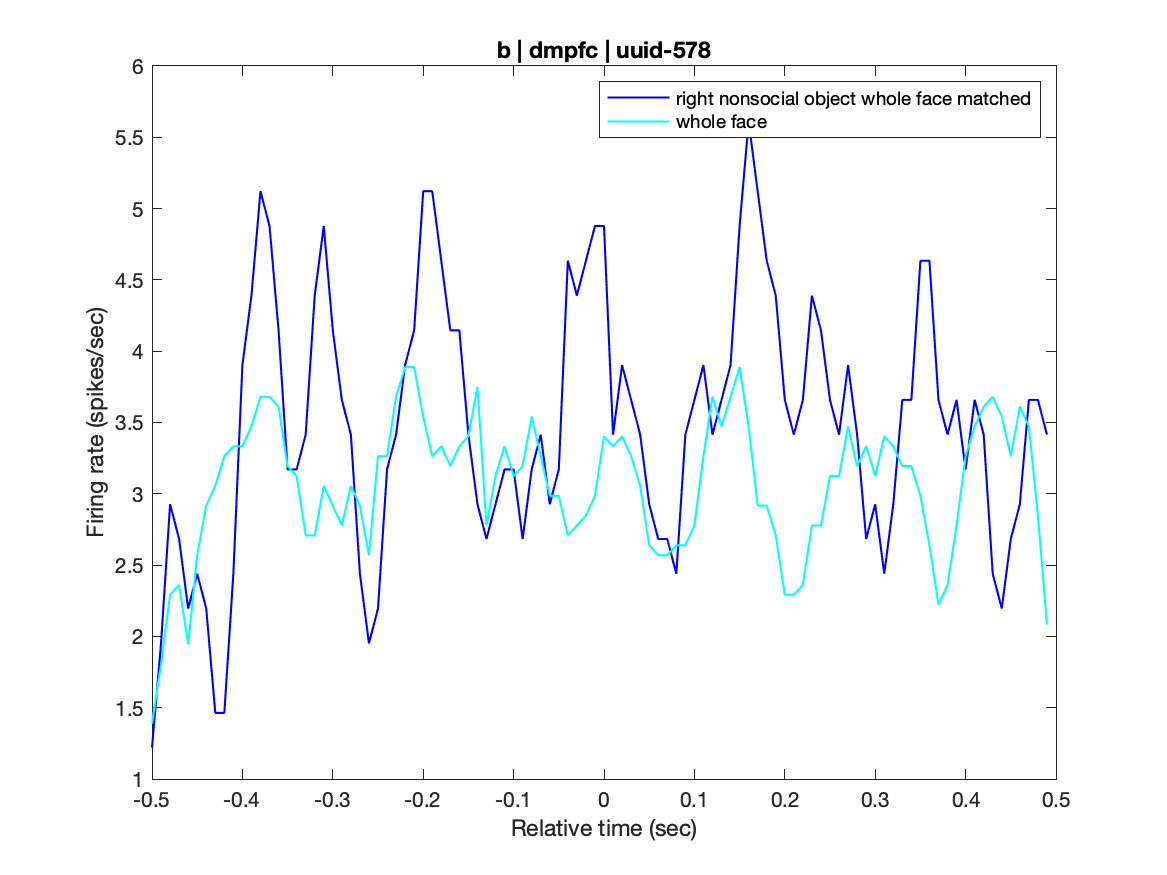 b | dmpfc | uuid-578
right nonsocial object whole face matched
whole face
6
5.5
5
4.5
4
3.5
3
2.5
2
1.5
1
Firing rate (spikes/sec)
-0.5 -0.4 -0.3 -0.2 -0.1 0 0.1 0.2 0.3 0.4 0.5
Relative time (sec)